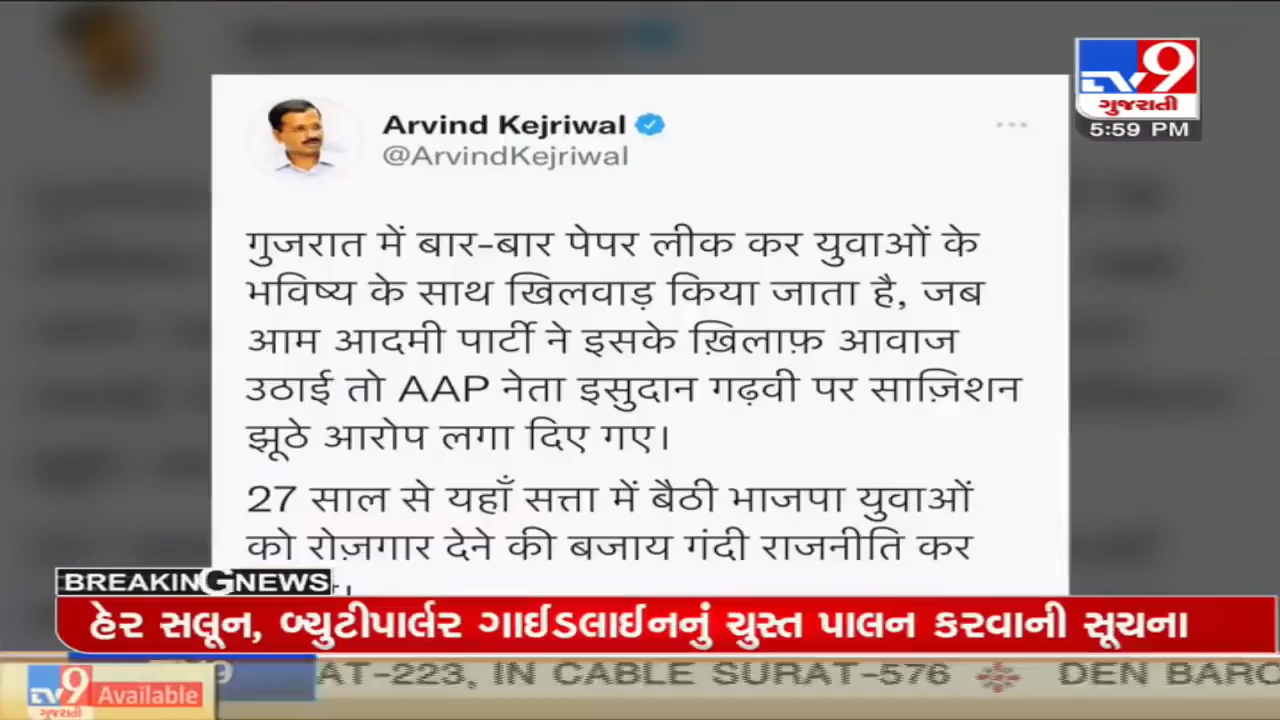 TV9
ગુજરાતી
5:59 PM
Arvind Kejriwal
@ArvindKejriwal
गुजरात में बार-बार पेपर लीक कर युवाओं के
भविष्य के साथ खिलवाड़ किया जाता है, जब
आम आदमी पार्टी ने इसके ख़िलाफ़ आवाज
उठाई तो AAP नेता इसुदान गढ़वी पर साज़िशन
झूठे आरोप लगा दिए गए।
27 साल से यहाँ सत्ता में बैठी भाजपा युवाओं
को रोज़गार देने की बजाय गंदी राजनीति कर
BREAKING NEWS
હેર સલૂન, બ્યુટીપાર્લર ગાઈડલાઈનનું ચુસ્ત પાલન કરવાની સૂચના
AT-223, IN CABLE SURAT-576 DEN BARO
TV9 Available
ગુજરાતી